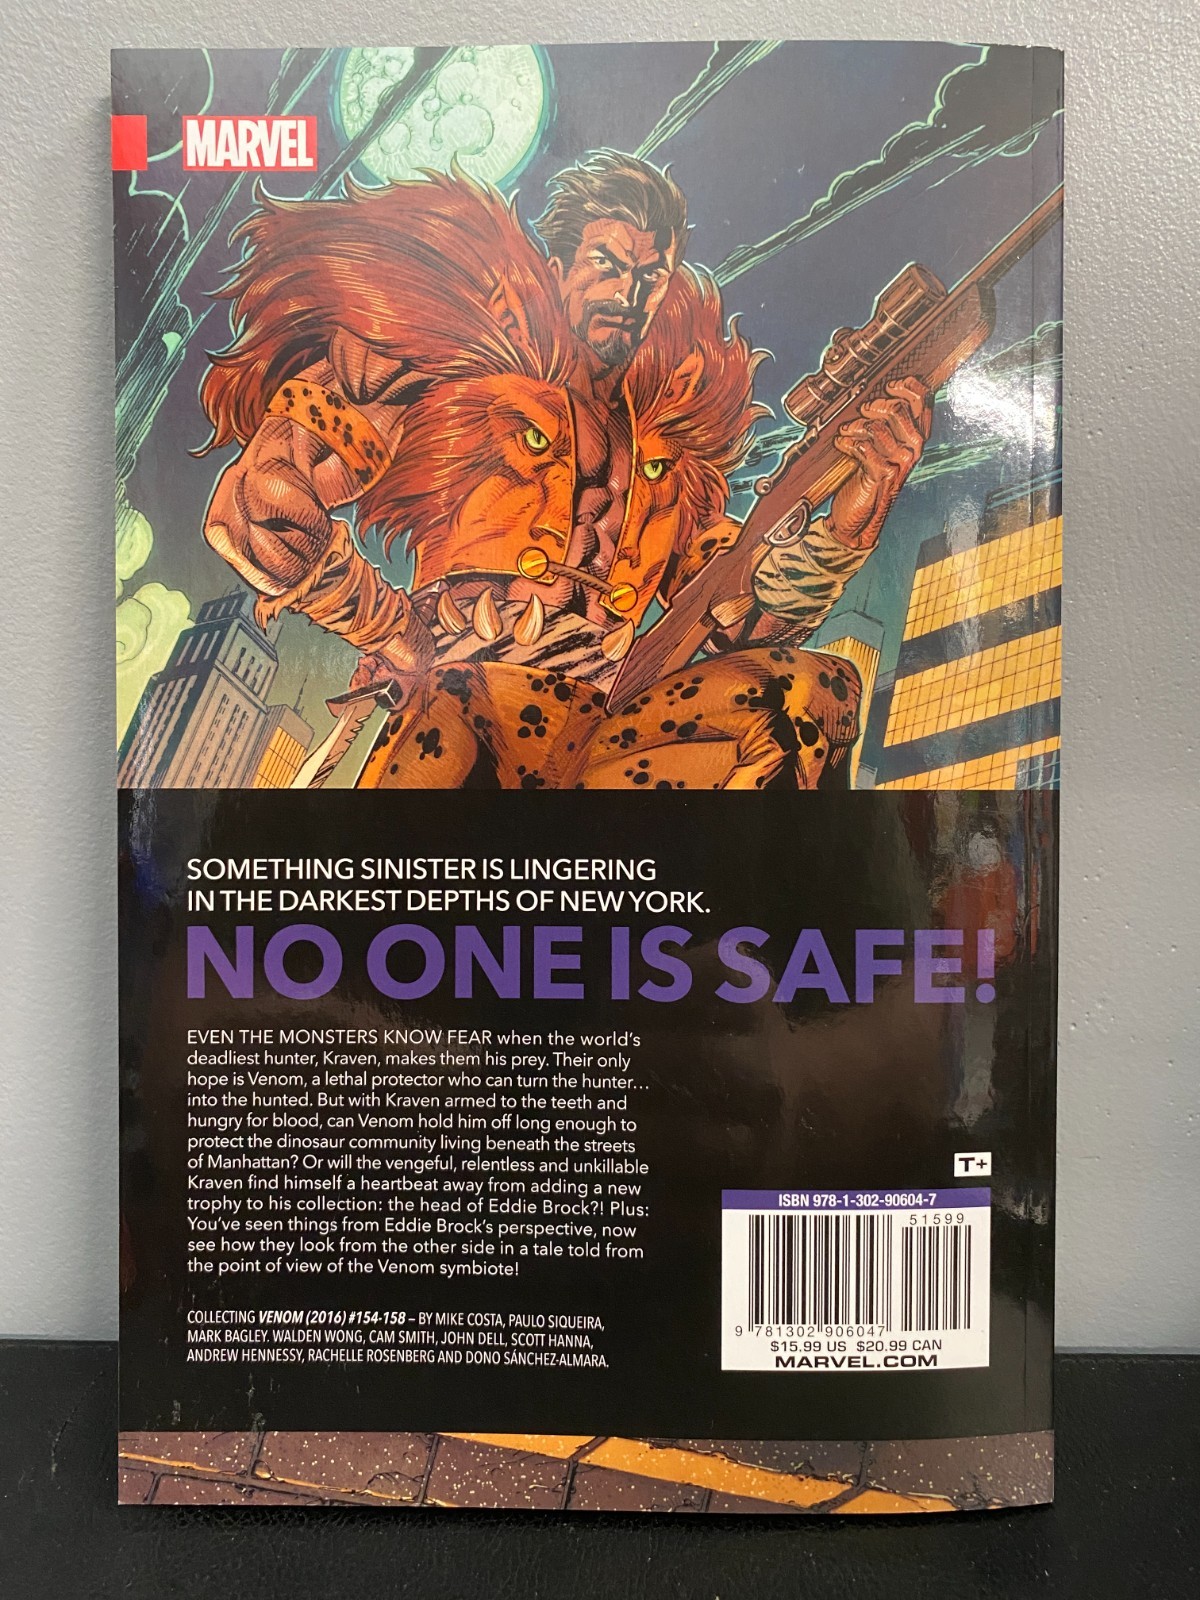 MARVEL
SOMETHING SINISTER IS LINGERING
IN THE DARKEST DEPTHS OF NEW YORK.
NO ONE IS SAFE!
EVEN THE MONSTERS KNOW FEAR when the world's
deadliest hunter, Kraven, makes them his prey. Their only
hope is Venom, a lethal protector who can turn the hunter...
into the hunted. But with Kraven armed to the teeth and
hungry for blood, can Venom hold him off long enough to
protect the dinosaur community living beneath the streets
of Manhattan? Or will the vengeful, relentless and unkillable
Kraven find himself a heartbeat away from adding a new
trophy to his collection: the head of Eddie Brock?! Plus:
You've seen things from Eddie Brock's perspective, now
see how they look from the other side in a tale told from
the point of view of the Venom symbiote!
COLLECTING VENOM (2016) #154-158 – BY MIKE COSTA, PAULO SIQUEIRA,
MARK BAGLEY, WALDEN WONG, CAM SMITH, JOHN DELL, SCOTT HANNA,
ANDREW HENNESSY, RACHELLE ROSENBERG AND DONO SÁNCHEZ-ALMARA.
T+
ISBN 978-1-302-90604-7
51599
9 781302 906047
$15.99 US $20.99 CAN
MARVEL.COM